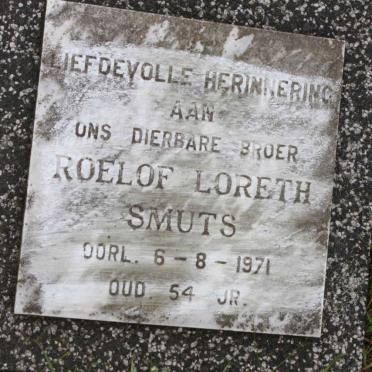 LIEFDEVOLLE HERINNERING
AAN
ONS DIERBARE BROER
ROELOF LORETH
SMUTS
OORL. 6-8-1971
OUD. 54 JR.